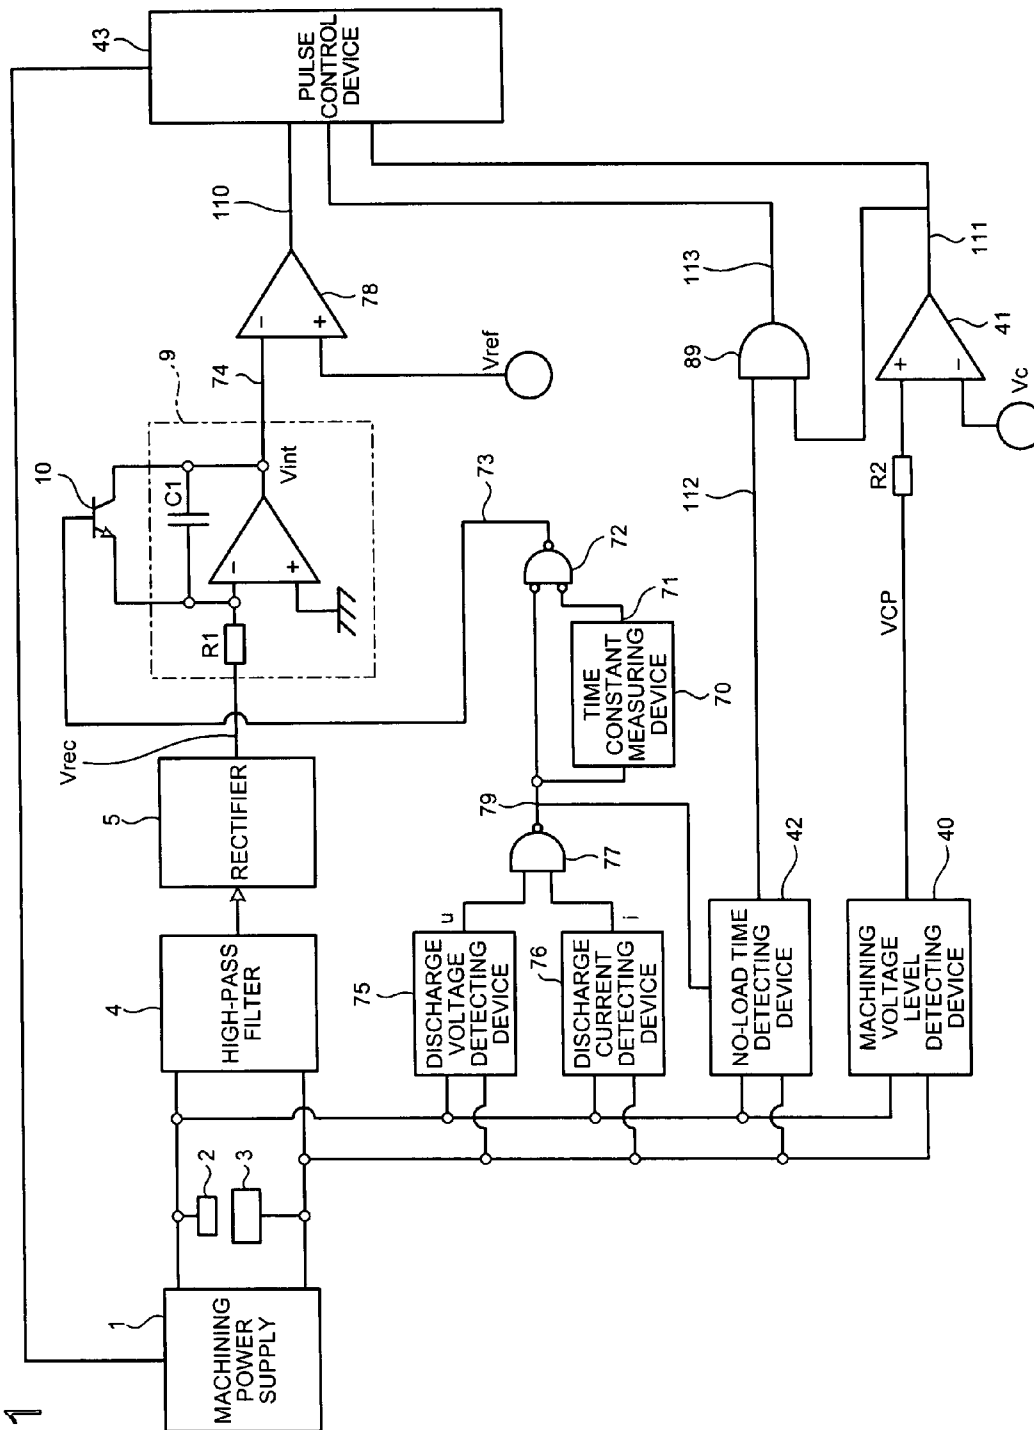 1
1
MACHINING
POWER
SUPPLY
2
3
4
HIGH-PASS
FILTER
5
RECTIFIER
Vrec
R1
C1
10
9
Vint
74
78
110
Vref
43
PULSE
CONTROL
DEVICE
75
DISCHARGE
VOLTAGE
DETECTING
DEVICE
u
76
DISCHARGE
CURRENT
DETECTING
DEVICE
i
77
79
TIME
CONSTANT
MEASURING
DEVICE
70
71
72
73
NO-LOAD TIME
DETECTING
DEVICE
42
112
89
113
MACHINING
VOLTAGE
LEVEL
DETECTING
DEVICE
40
VCP
R2
41
111
Vc